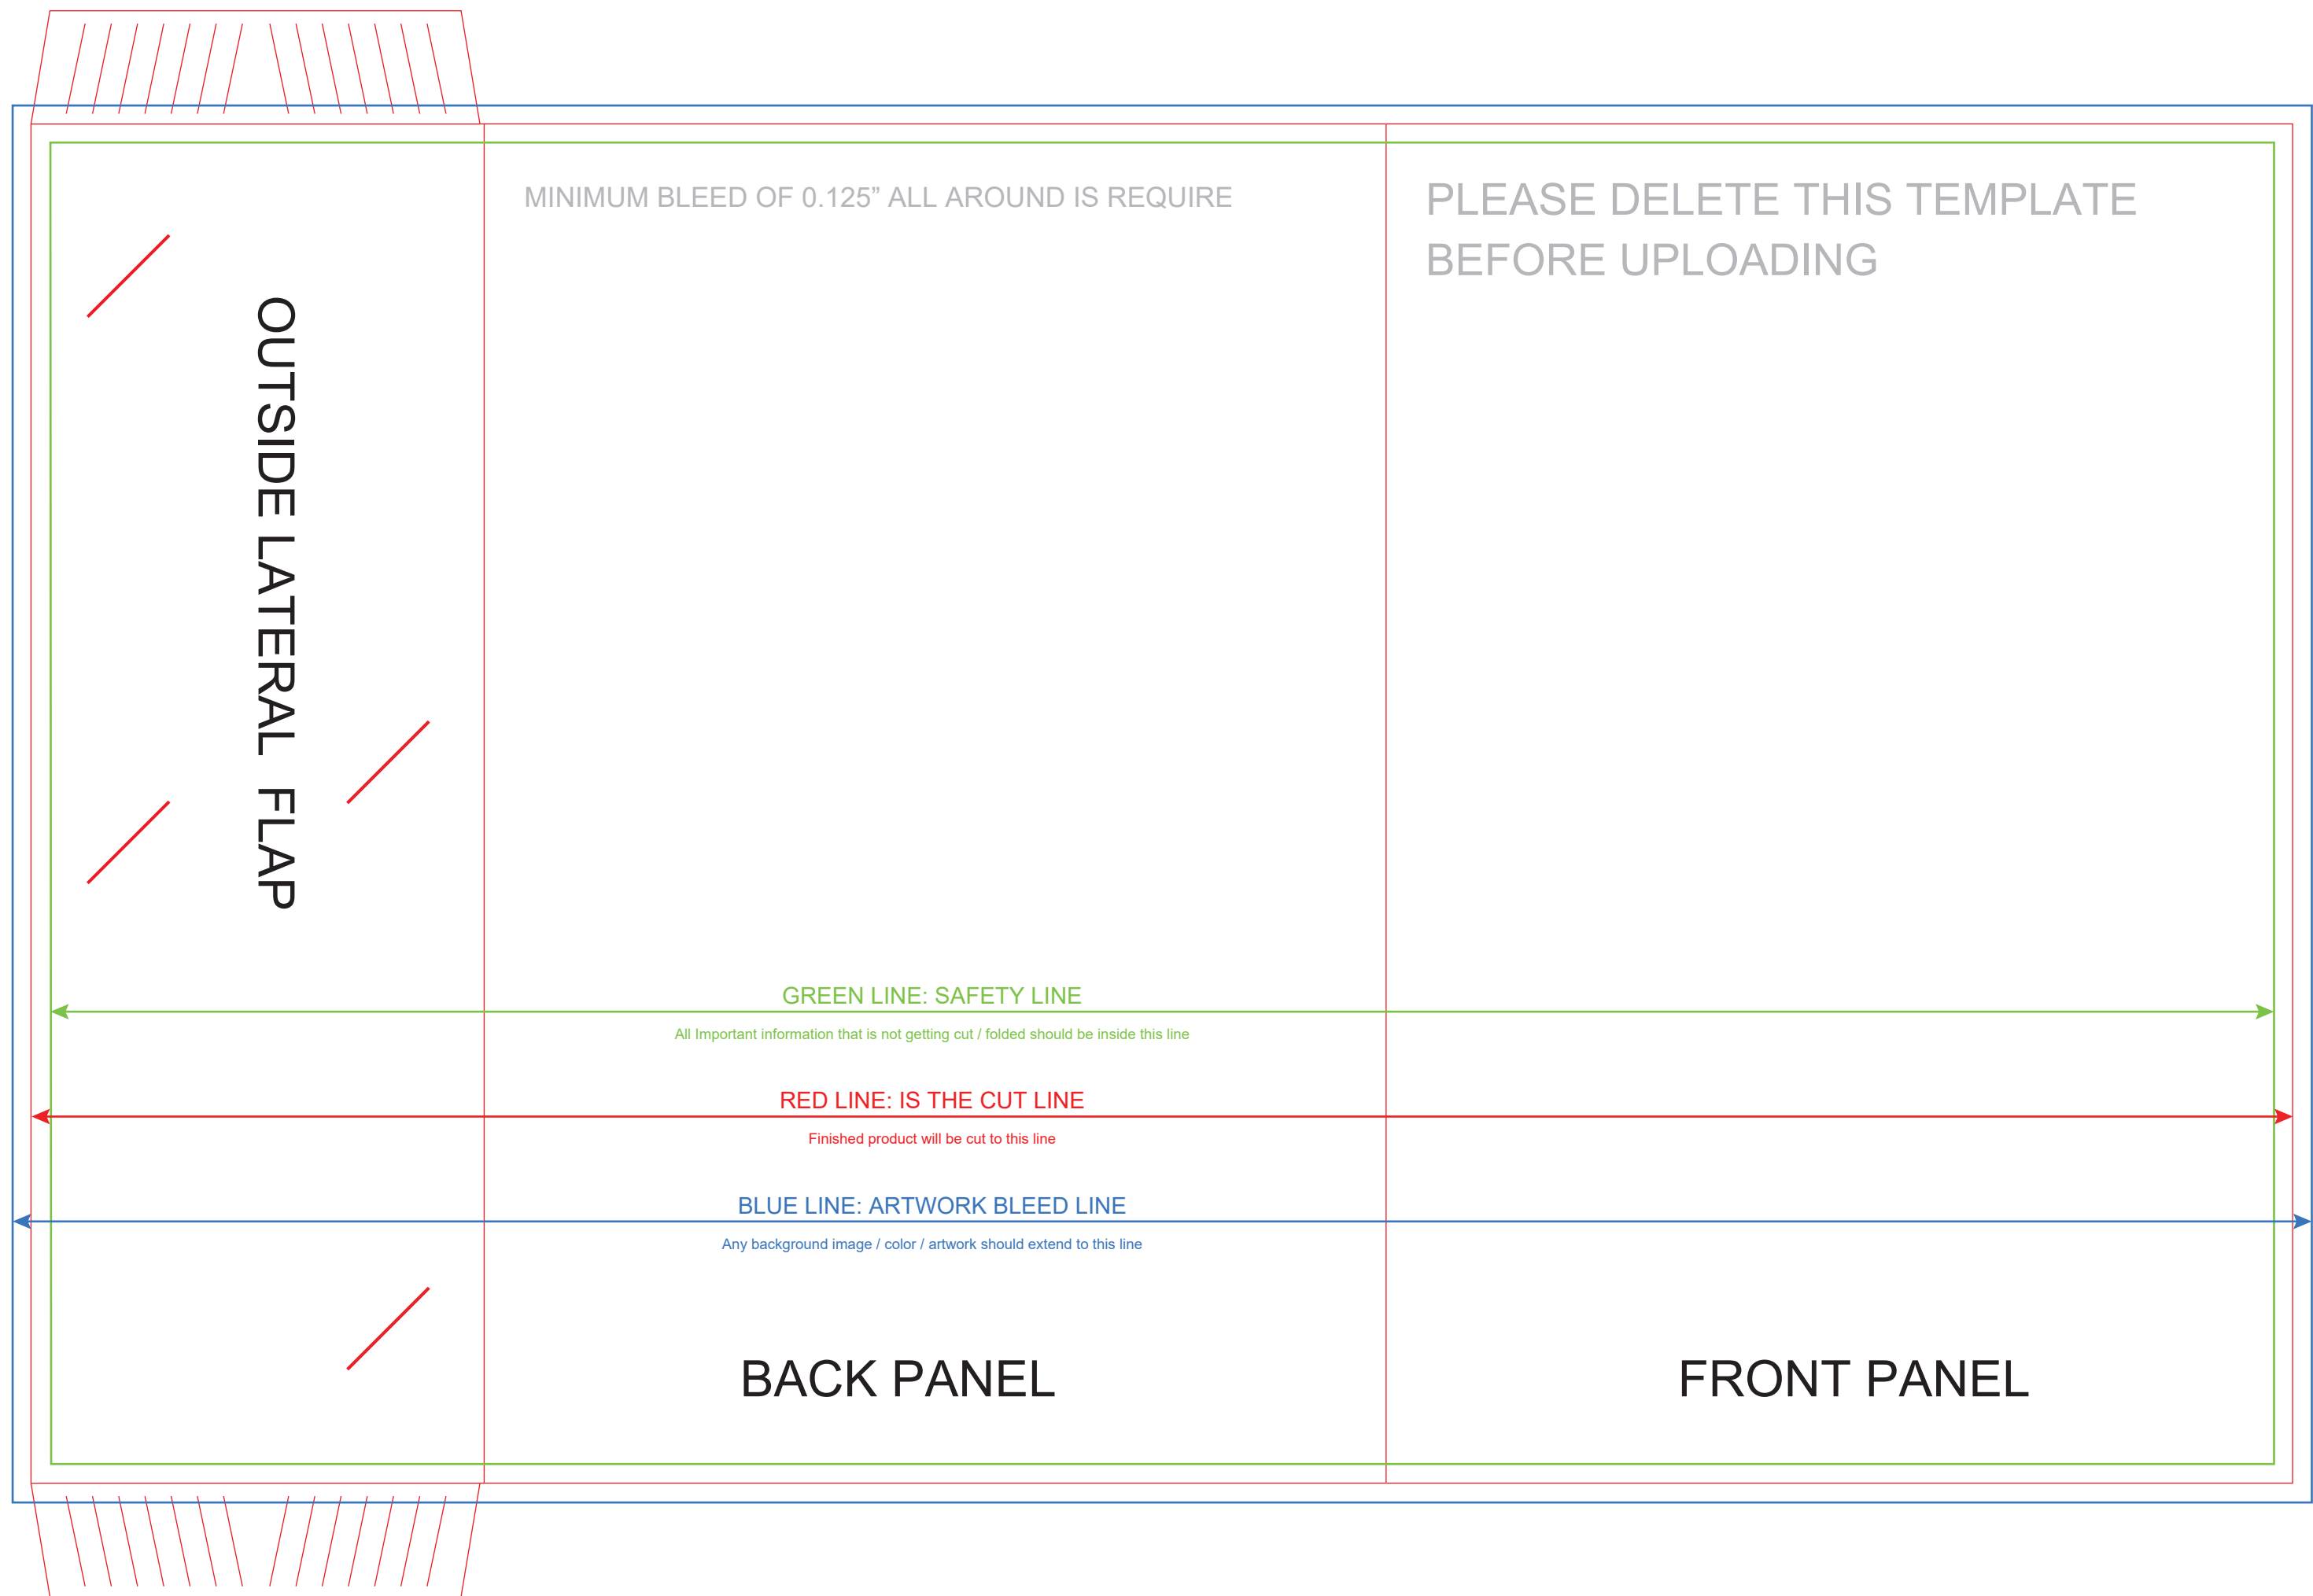 MINIMUM BLEED OF 0.125” ALL AROUND IS REQUIRE
PLEASE DELETE THIS TEMPLATE
BEFORE UPLOADING
OUTSIDE LATERAL FLAP
GREEN LINE: SAFETY LINE
All Important information that is not getting cut / folded should be inside this line
RED LINE: IS THE CUT LINE
Finished product will be cut to this line
BLUE LINE: ARTWORK BLEED LINE
Any background image / color / artwork should extend to this line
BACK PANEL
FRONT PANEL